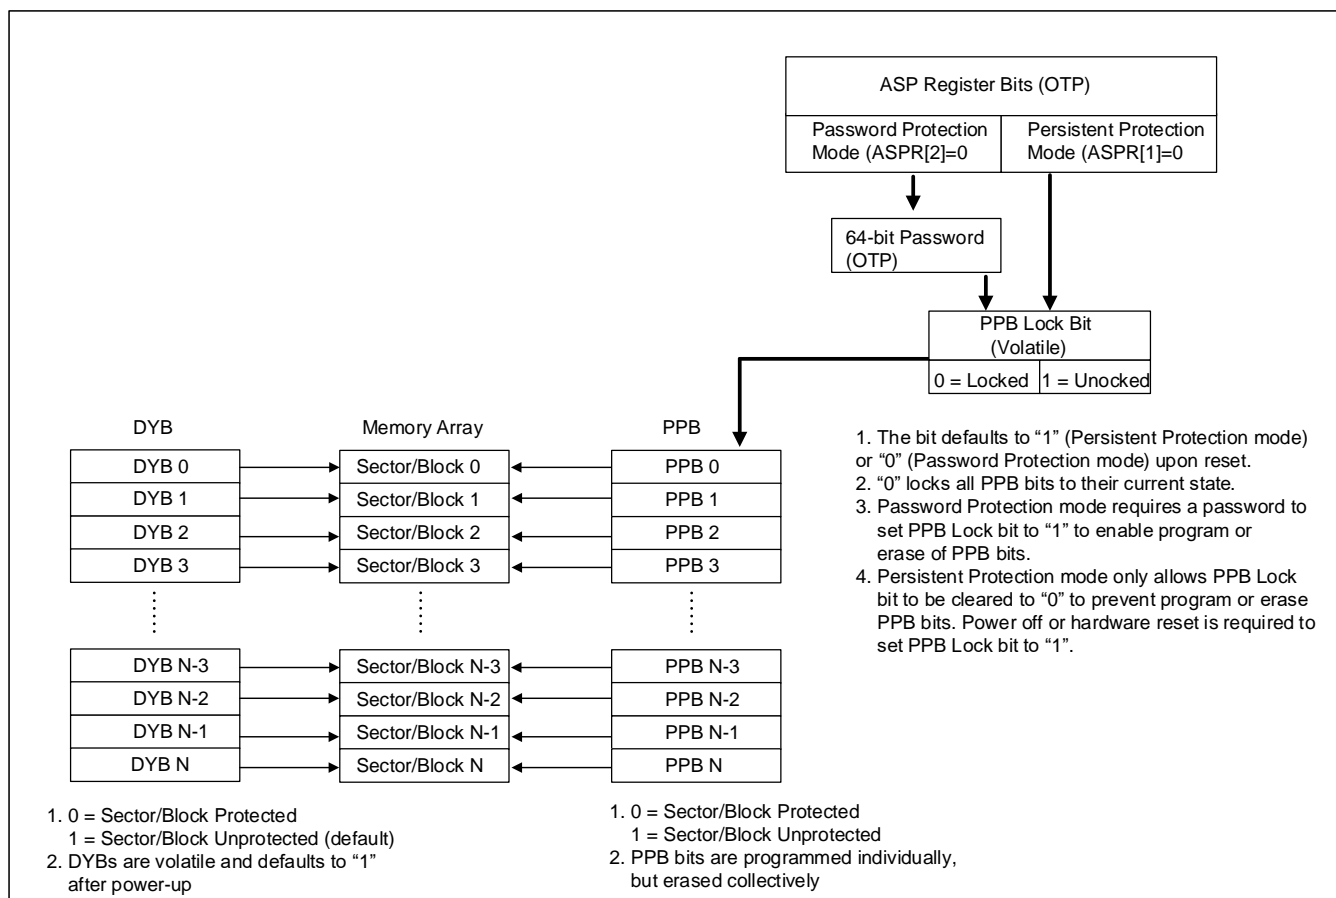 ASP Register Bits (OTP)
Password Protection
Mode (ASPR[2]=0
Persistent Protection
Mode (ASPR[1]=0
64-bit Password
(OTP)
PPB Lock Bit
(Volatile)
0 = Locked
1 = Unocked
1. The bit defaults to “1” (Persistent Protection mode)
or “0” (Password Protection mode) upon reset.
2. “0” locks all PPB bits to their current state.
3. Password Protection mode requires a password to
set PPB Lock bit to “1” to enable program or
erase of PPB bits.
4. Persistent Protection mode only allows PPB Lock
bit to be cleared to “0” to prevent program or erase
PPB bits. Power off or hardware reset is required to
set PPB Lock bit to “1”.
DYB
Memory Array
PPB
DYB 0
Sector/Block 0
PPB 0
DYB 1
Sector/Block 1
PPB 1
DYB 2
Sector/Block 2
PPB 2
DYB 3
Sector/Block 3
PPB 3
DYB N-3
Sector/Block N-3
PPB N-3
DYB N-2
Sector/Block N-2
PPB N-2
DYB N-1
Sector/Block N-1
PPB N-1
DYB N
Sector/Block N
PPB N
1. 0 = Sector/Block Protected
1 = Sector/Block Unprotected (default)
2. DYBs are volatile and defaults to “1”
after power-up
1. 0 = Sector/Block Protected
1 = Sector/Block Unprotected
2. PPB bits are programmed individually,
but erased collectively